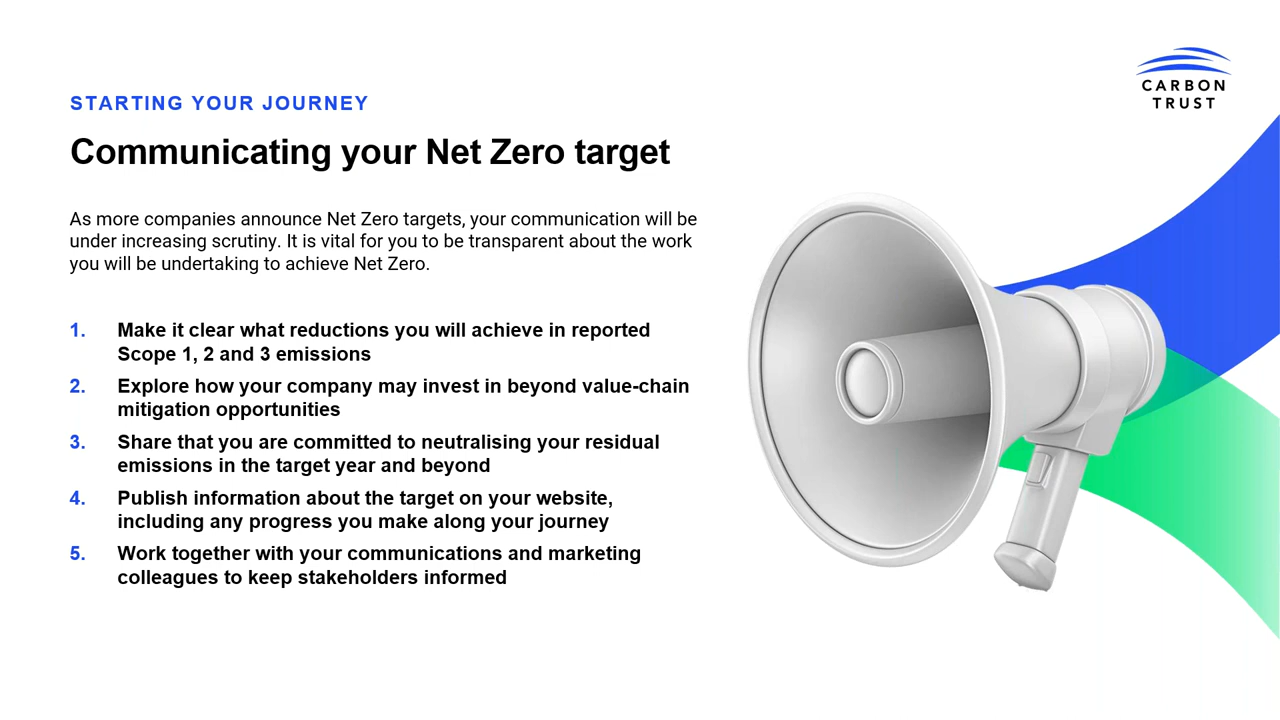 CARBON
TRUST
STARTING YOUR JOURNEY
Communicating your Net Zero target
As more companies announce Net Zero targets, your communication will be
under increasing scrutiny. It is vital for you to be transparent about the work
you will be undertaking to achieve Net Zero.
1. Make it clear what reductions you will achieve in reported
Scope 1, 2 and 3 emissions
2. Explore how your company may invest in beyond value-chain
mitigation opportunities
3. Share that you are committed to neutralising your residual
emissions in the target year and beyond
4. Publish information about the target on your website,
including any progress you make along your journey
5. Work together with your communications and marketing
colleagues to keep stakeholders informed